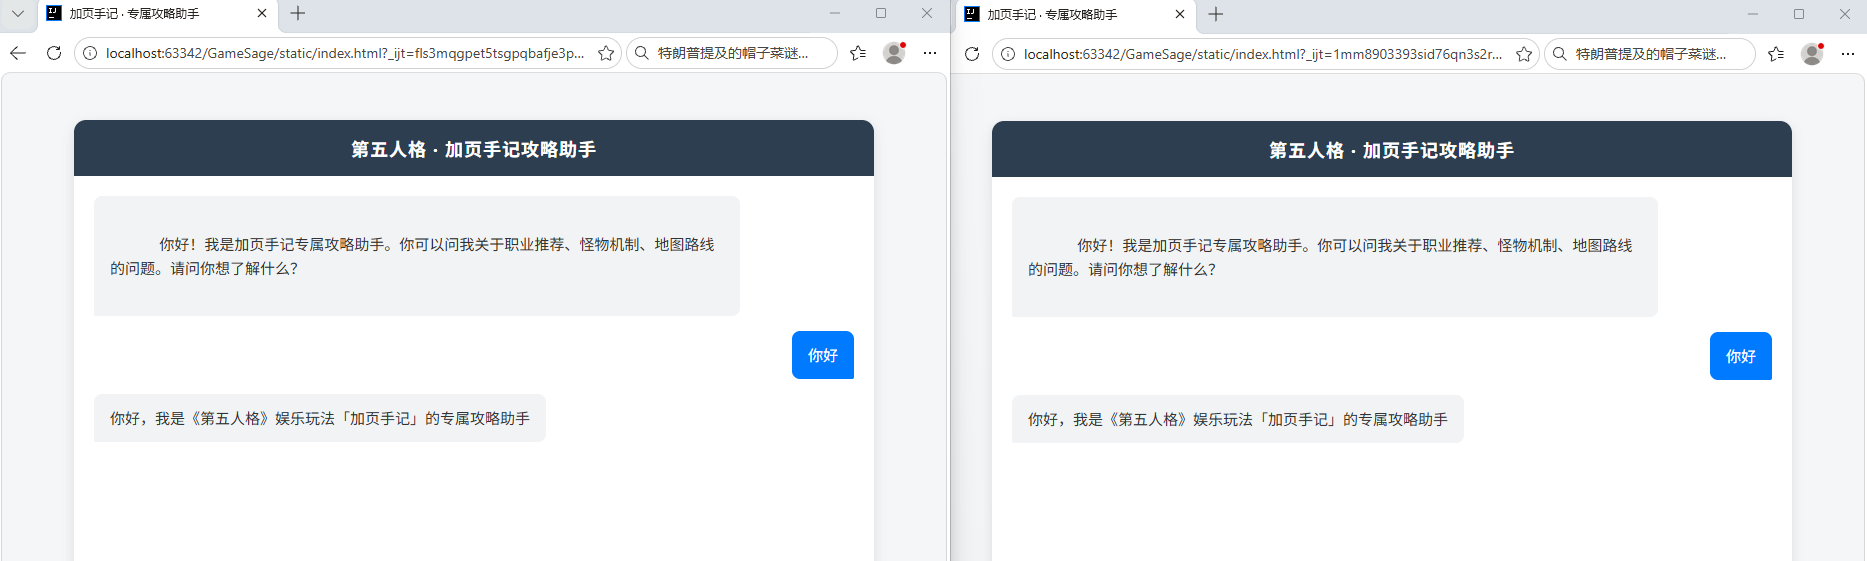 加页手记 · 专属攻略助手
localhost:63342/GameSage/static/index.html?_ijt=fls3mqgpet5tsgpqbafje3p...
特朗普提及的帽子菜谜...
第五人格 · 加页手记攻略助手
你好！我是加页手记专属攻略助手。你可以问我关于职业推荐、怪物机制、地图路线
的问题。请问你想了解什么？
你好
你好，我是《第五人格》娱乐玩法「加页手记」的专属攻略助手
加页手记 · 专属攻略助手
localhost:63342/GameSage/static/index.html?_ijt=1mm8903393sid76qn3s2r...
特朗普提及的帽子菜谜...
第五人格 · 加页手记攻略助手
你好！我是加页手记专属攻略助手。你可以问我关于职业推荐、怪物机制、地图路线
的问题。请问你想了解什么？
你好
你好，我是《第五人格》娱乐玩法「加页手记」的专属攻略助手